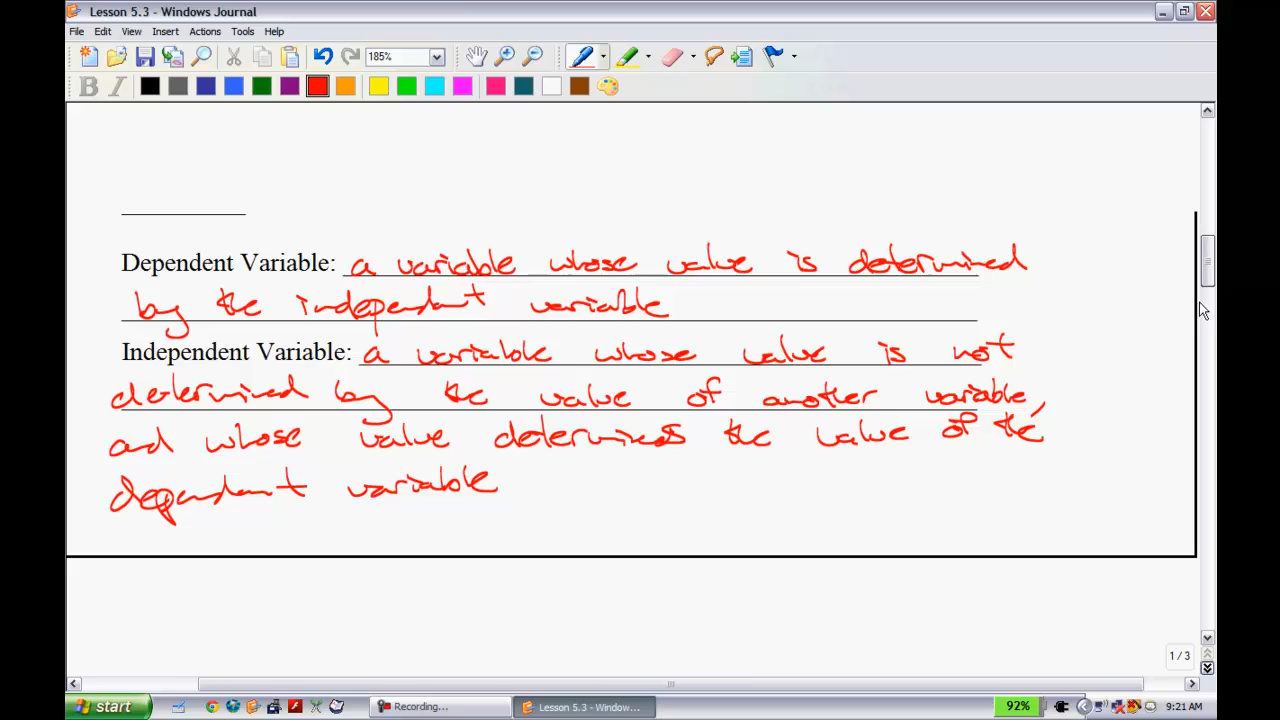 Lesson 5.3 - Windows Journal
File Edit View Insert Actions Tools Help
185%
B I
Dependent Variable: a variable whose value is determined
by the independant variable
Independent Variable: a variable whose value is not
determined by the value of another variable,
and whose value determines the value of the
dependant variable
1 / 3
start Recording... Lesson 5.3 - Window... 92% 9:21 AM